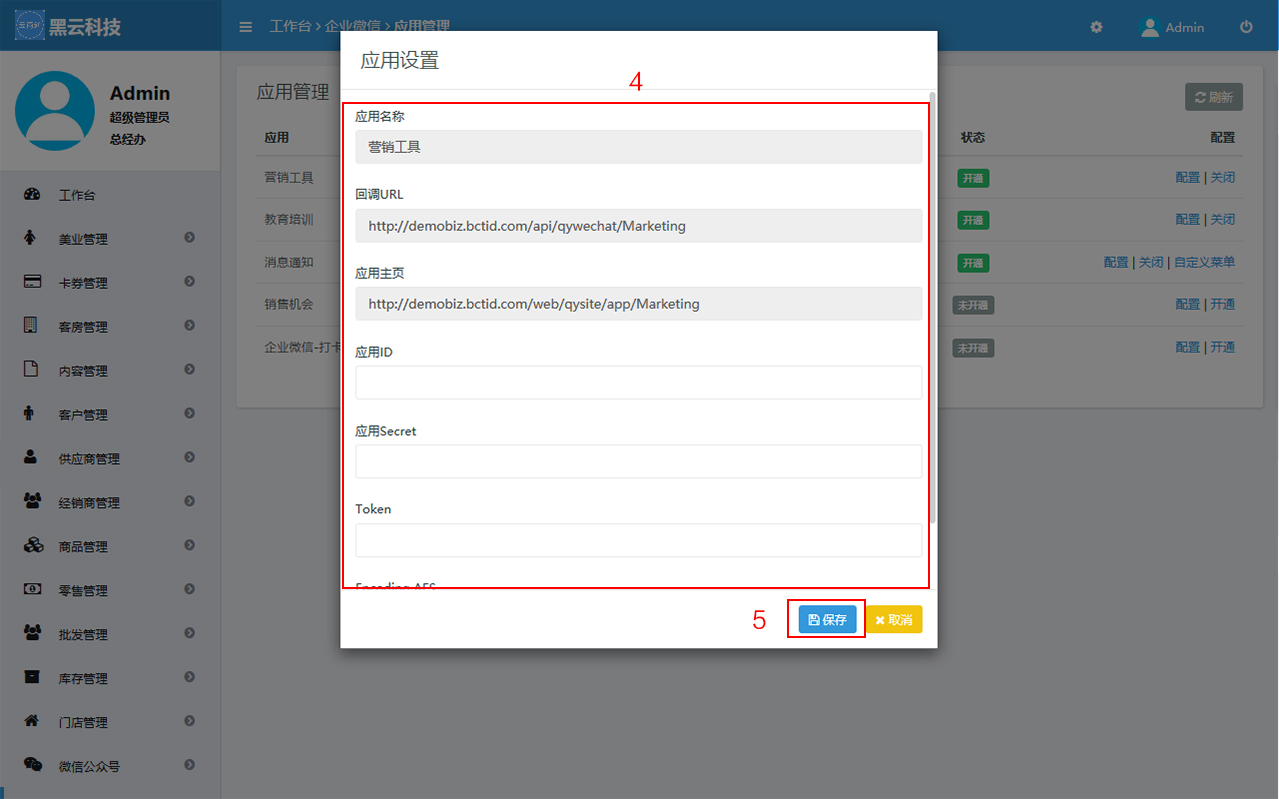 黑云科技
工作台 > 企业微信 > 应用管理
Admin
Admin
超级管理员
总经办
工作台
美业管理
卡券管理
客房管理
内容管理
客户管理
供应商管理
经销商管理
商品管理
零售管理
批发管理
库存管理
门店管理
微信公众号
应用管理
刷新
应用 状态 配置
营销工具 开通 配置 | 关闭
教育培训 开通 配置 | 关闭
消息通知 开通 配置 | 关闭 | 自定义菜单
销售机会 未开通 配置 | 开通
企业微信-打卡 未开通 配置 | 开通
应用设置
4
应用名称
营销工具
回调URL
http://demobiz.bctid.com/api/qywechat/Marketing
应用主页
http://demobiz.bctid.com/web/qysite/app/Marketing
应用ID
应用Secret
Token
Encoding AES
5
保存
取消